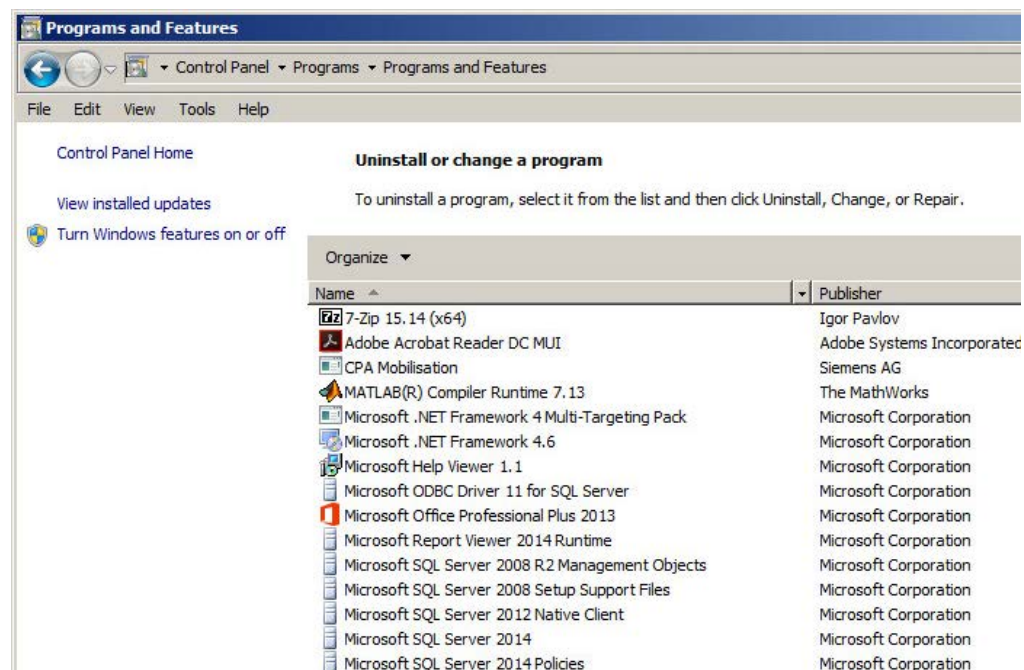 Programs and Features
Control Panel Programs Programs and Features
File Edit View Tools Help
Control Panel Home
View installed updates
Turn Windows features on or off
Uninstall or change a program
To uninstall a program, select it from the list and then click Uninstall, Change, or Repair.
Organize
Name Publisher
7-Zip 15.14 (x64) Igor Pavlov
Adobe Acrobat Reader DC MUI Adobe Systems Incorporated
CPA Mobilisation Siemens AG
MATLAB(R) Compiler Runtime 7.13 The MathWorks
Microsoft .NET Framework 4 Multi-Targeting Pack Microsoft Corporation
Microsoft .NET Framework 4.6 Microsoft Corporation
Microsoft Help Viewer 1.1 Microsoft Corporation
Microsoft ODBC Driver 11 for SQL Server Microsoft Corporation
Microsoft Office Professional Plus 2013 Microsoft Corporation
Microsoft Report Viewer 2014 Runtime Microsoft Corporation
Microsoft SQL Server 2008 R2 Management Objects Microsoft Corporation
Microsoft SQL Server 2008 Setup Support Files Microsoft Corporation
Microsoft SQL Server 2012 Native Client Microsoft Corporation
Microsoft SQL Server 2014 Microsoft Corporation
Microsoft SQL Server 2014 Policies Microsoft Corporation